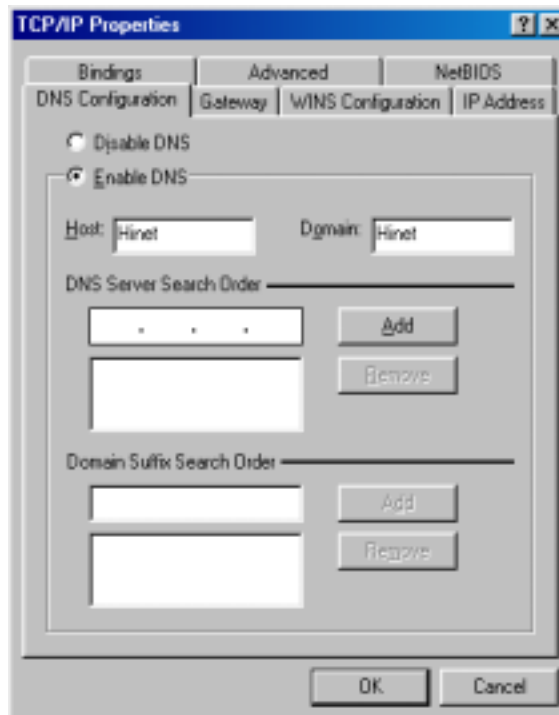 TCP/IP Properties
Bindings Advanced NetBIOS
DNS Configuration Gateway WINS Configuration IP Address
Disable DNS
Enable DNS
Host: Hinet Domain: Hinet
DNS Server Search Order
. . . Add
Remove
Domain Suffix Search Order
Add
Remove
OK Cancel